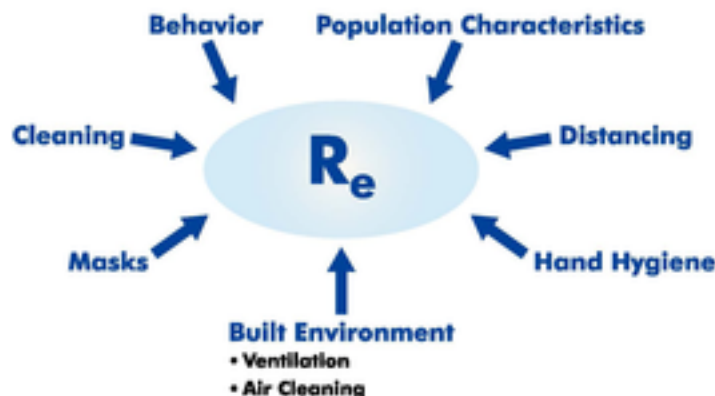 Behavior
Population Characteristics
Cleaning
Re
Distancing
Masks
Hand Hygiene
Built Environment
• Ventilation
• Air Cleaning